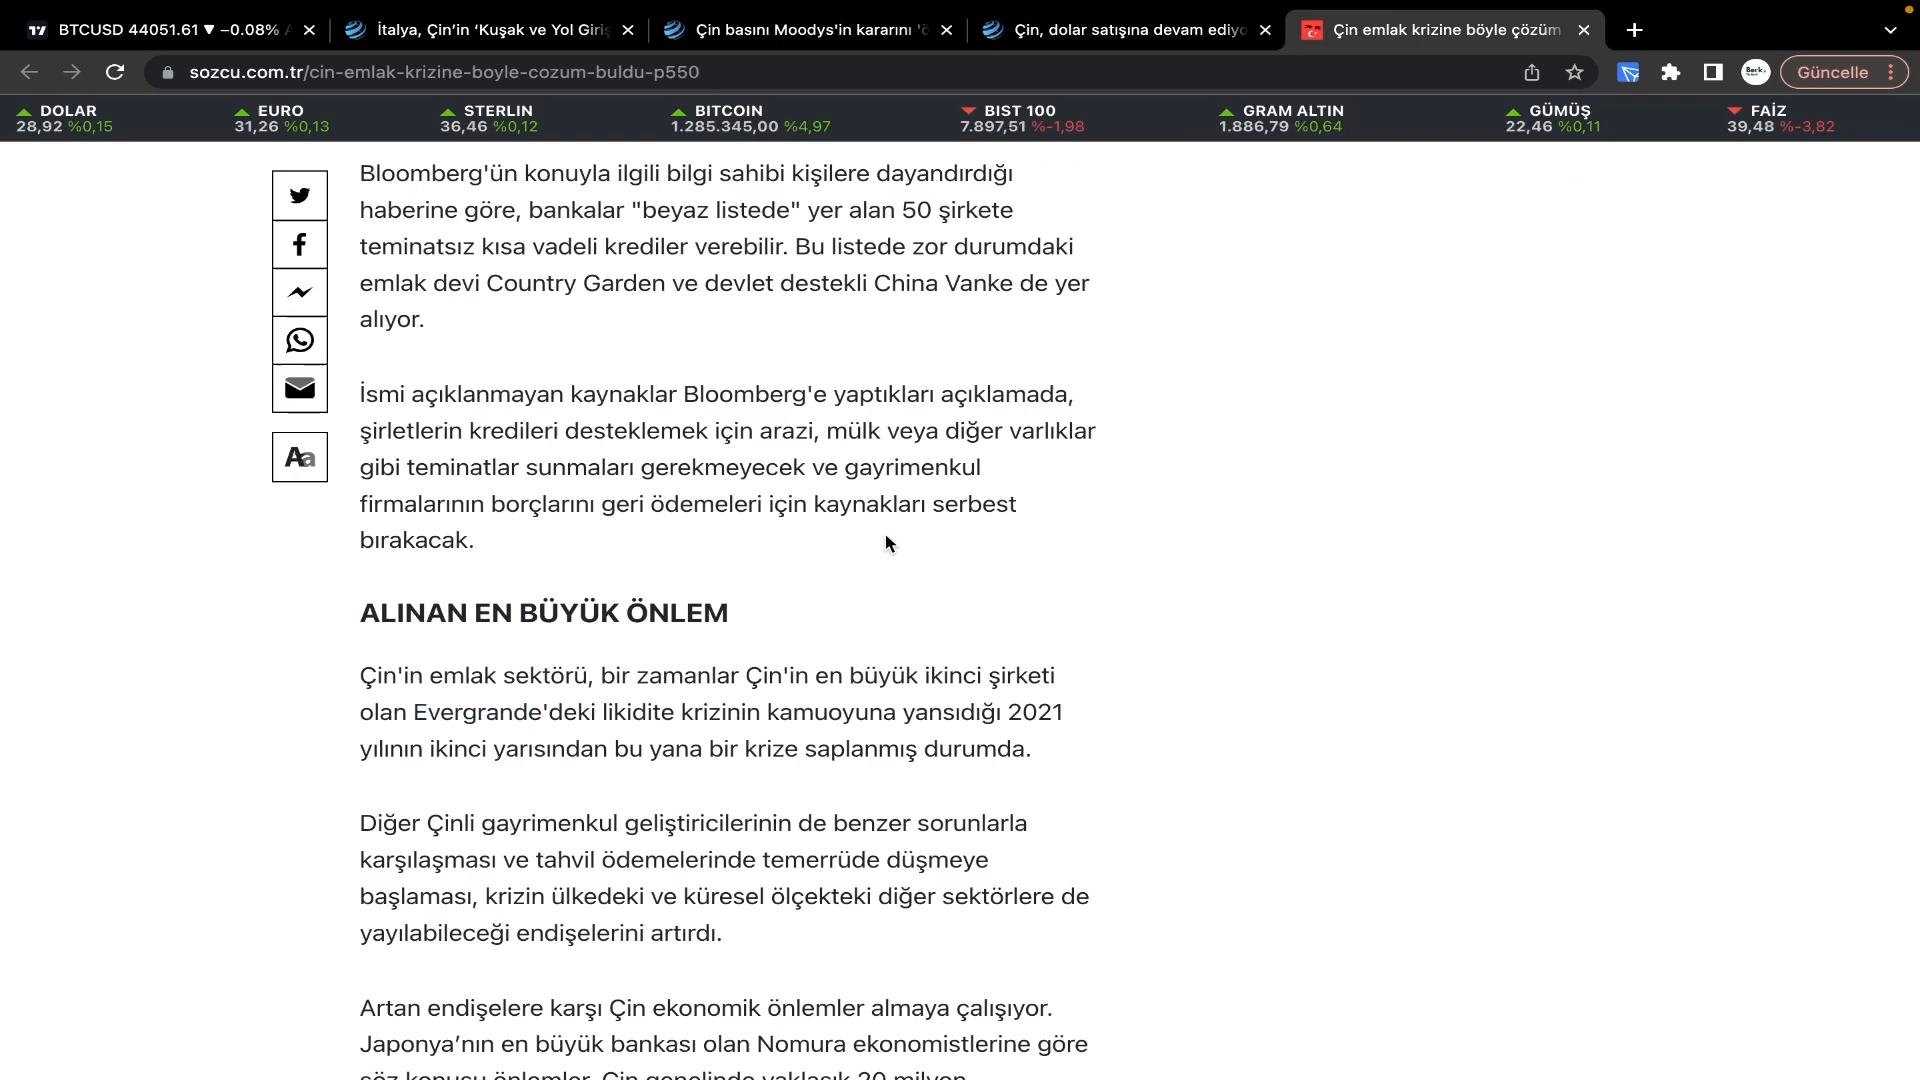 BTCUSD 44051.61 ▼ −0.08%
İtalya, Çin’in ‘Kuşak ve Yol Giriş
Çin basını Moodys'in kararını
Çin, dolar satışına devam ediyo
Çin emlak krizine böyle çözüm
sozcu.com.tr/cin-emlak-krizine-boyle-cozum-buldu-p550
Güncelle
DOLAR
28,92 %0,15
EURO
31,26 %0,13
STERLIN
36,46 %0,12
BITCOIN
1.285.345,00 %4,97
BIST 100
7.897,51 %-1,98
GRAM ALTIN
1.886,79 %0,64
GÜMÜŞ
22,46 %0,11
FAİZ
39,48 %-3,82
Bloomberg'ün konuyla ilgili bilgi sahibi kişilere dayandırdığı
haberine göre, bankalar "beyaz listede" yer alan 50 şirkete
teminatsız kısa vadeli krediler verebilir. Bu listede zor durumdaki
emlak devi Country Garden ve devlet destekli China Vanke de yer
alıyor.
Aa
İsmi açıklanmayan kaynaklar Bloomberg'e yaptıkları açıklamada,
şirletlerin kredileri desteklemek için arazi, mülk veya diğer varlıklar
gibi teminatlar sunmaları gerekmeyecek ve gayrimenkul
firmalarının borçlarını geri ödemeleri için kaynakları serbest
bırakacak.
ALINAN EN BÜYÜK ÖNLEM
Çin'in emlak sektörü, bir zamanlar Çin'in en büyük ikinci şirketi
olan Evergrande'deki likidite krizinin kamuoyuna yansıdığı 2021
yılının ikinci yarısından bu yana bir krize saplanmış durumda.
Diğer Çinli gayrimenkul geliştiricilerinin de benzer sorunlarla
karşılaşması ve tahvil ödemelerinde temerrüde düşmeye
başlaması, krizin ülkedeki ve küresel ölçekteki diğer sektörlere de
yayılabileceği endişelerini artırdı.
Artan endişelere karşı Çin ekonomik önlemler almaya çalışıyor.
Japonya’nın en büyük bankası olan Nomura ekonomistlerine göre
söz konusu önlemler, Çin genelinde yaklaşık 20 milyon